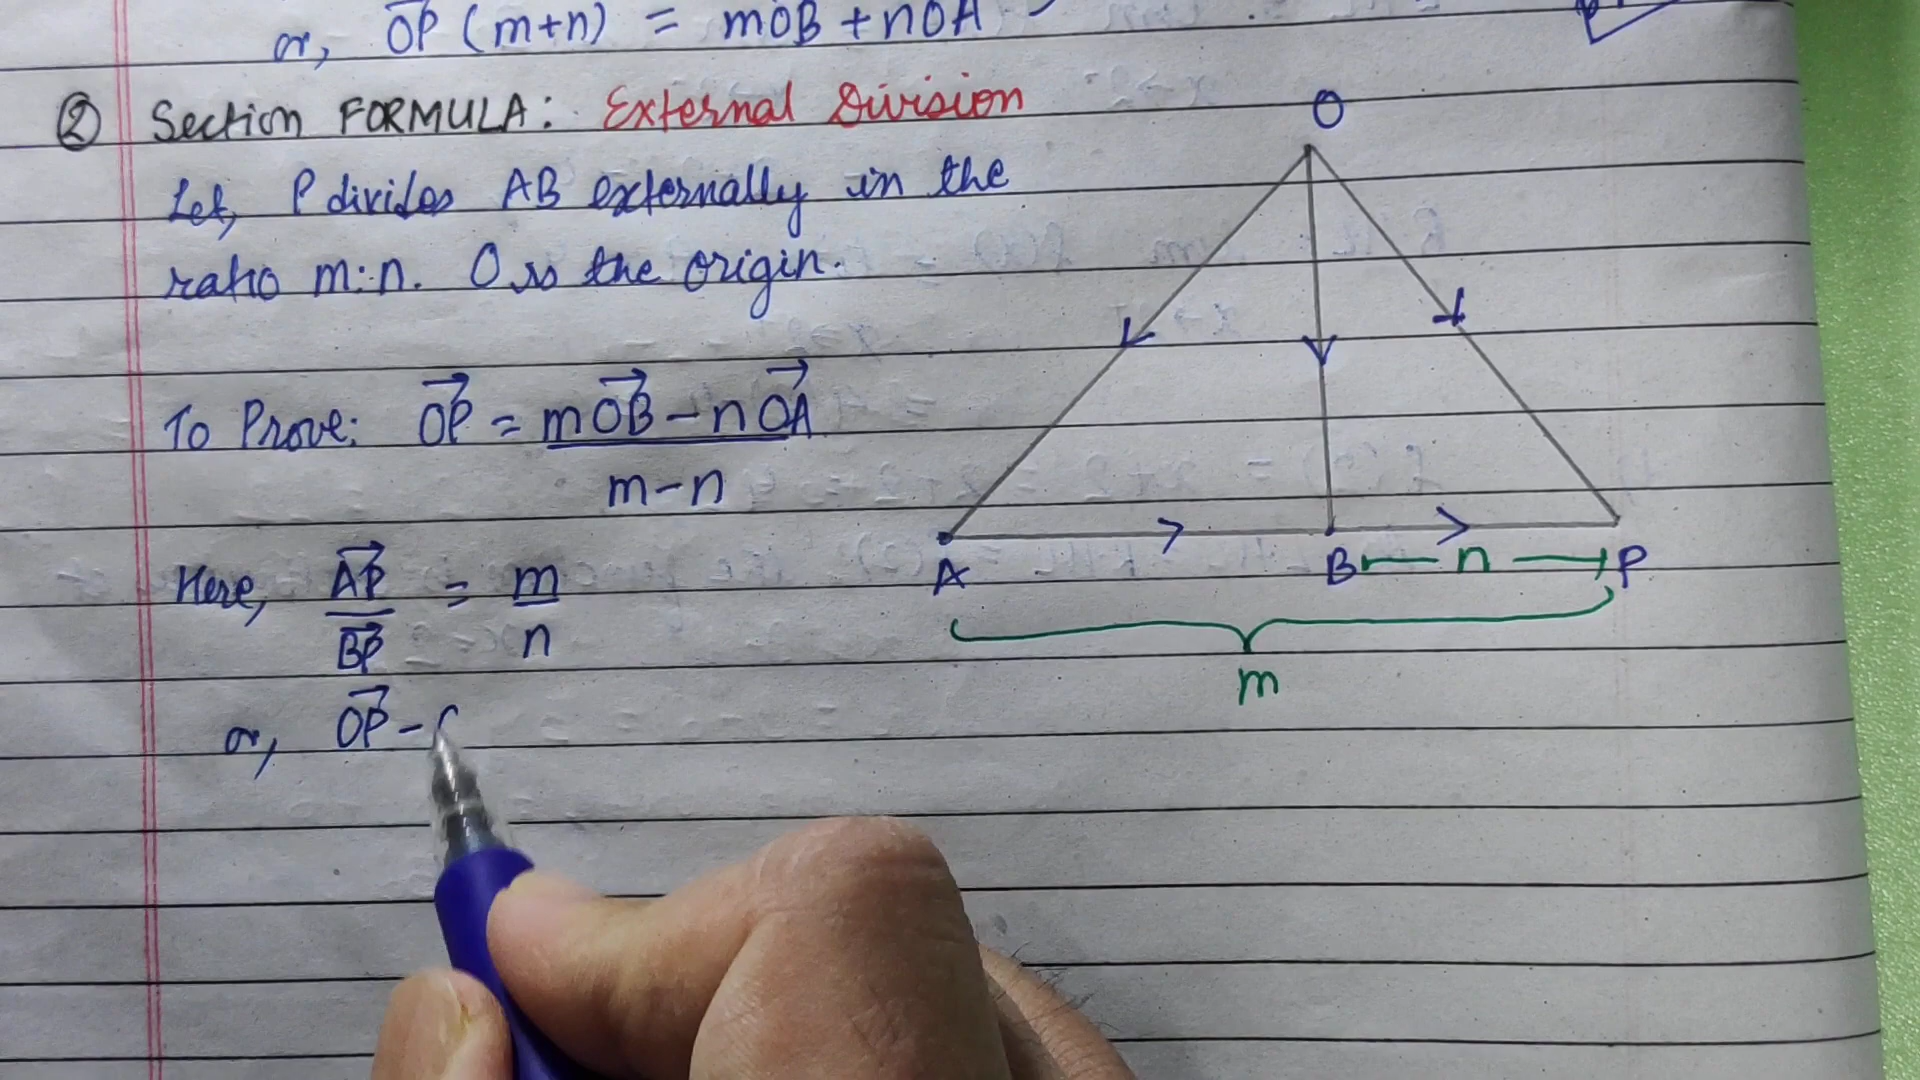 or, OP (m+n) = mOB + nOA
② Section FORMULA: External Division
Let, P divides AB externally in the
ratio m:n. O is the origin.
To Prove: OP⃗ = mOB⃗ - nOA⃗
m-n
Here, AP⃗ = m
BP⃗ n
or, OP⃗ -
O
A B n P
m